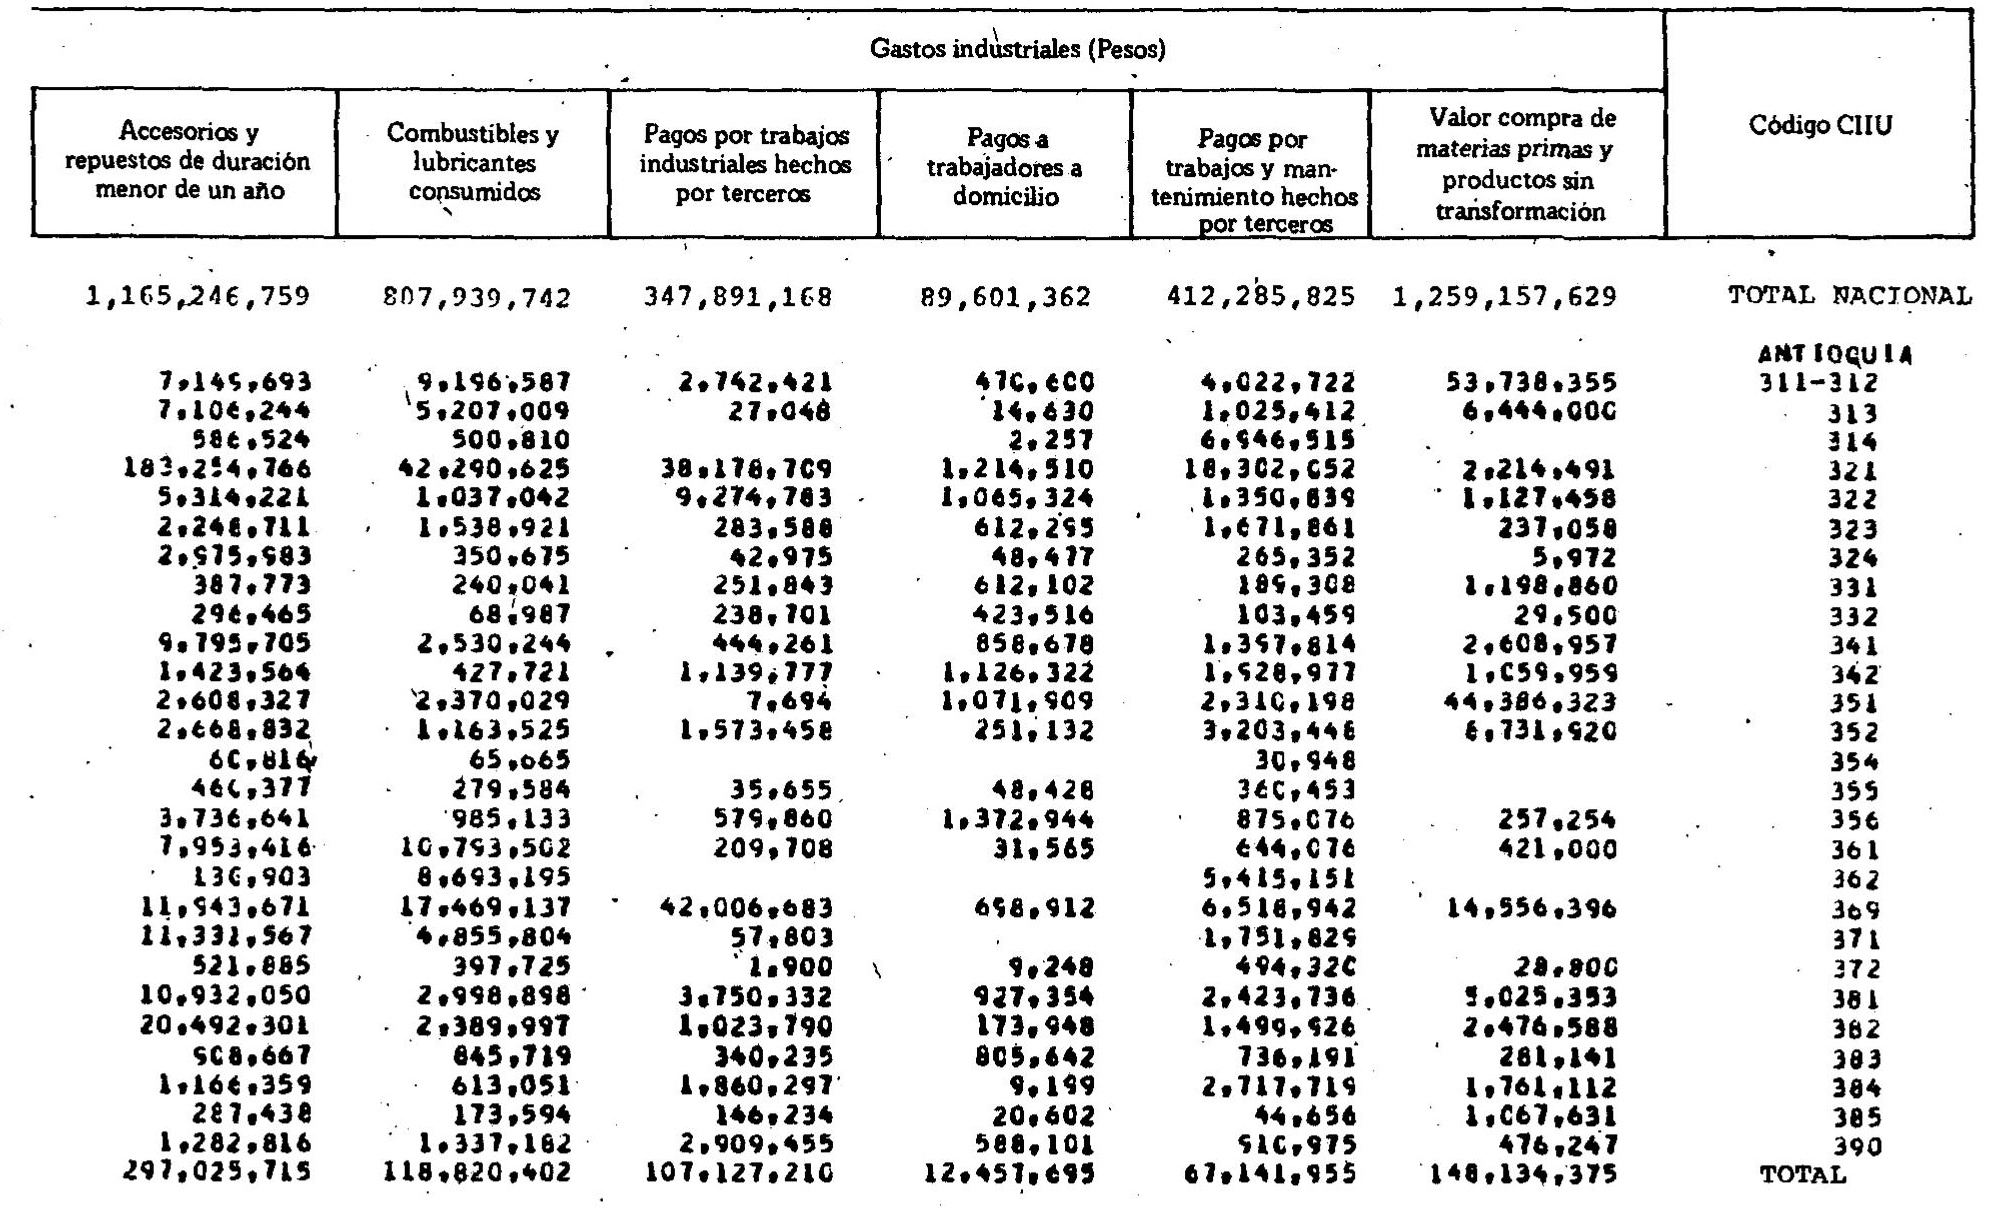 Gastos industriales (Pesos)
Accesorios y repuestos de duración menor de un año
Combustibles y lubricantes consumidos
Pagos por trabajos industriales hechos por terceros
Pagos a trabajadores a domicilio
Pagos por trabajos y man- tenimiento hechos por terceros
Valor compra de materias primas y productos sin transformación
Código CIIU
1,165,246,759 807,939,742 347,891,168 89,601,362 412,285,825 1,259,157,629 TOTAL NACIONAL
ANTIOQUIA
7,149,693 9,196,587 2,742,421 470,600 4,022,722 53,738,355 311-312
7,106,244 5,207,009 27,048 14,630 1,025,412 6,444,000 313
586,524 500,810 2,257 6,946,515 314
183,254,766 42,290,625 38,178,709 1,214,510 18,302,052 2,214,491 321
5,314,221 1,037,042 9,274,783 1,065,324 1,350,839 1,127,458 322
2,248,711 1,538,921 283,588 612,295 1,671,861 237,058 323
2,975,983 350,675 42,975 48,477 265,352 5,972 324
387,773 240,041 251,843 612,102 189,308 1,198,860 331
296,465 68,987 238,701 423,516 103,459 29,500 332
9,795,705 2,530,244 444,261 858,678 1,397,814 2,608,957 341
1,423,564 427,721 1,139,777 1,126,322 1,928,977 1,059,959 342
2,608,327 2,370,029 7,694 1,071,909 2,310,198 44,386,323 351
2,668,832 1,163,525 1,573,458 251,132 3,203,448 6,731,920 352
60,816 65,065 30,948 354
460,377 279,584 35,655 48,428 360,453 355
3,736,641 985,133 579,860 1,372,944 875,076 257,254 356
7,953,416 10,793,502 209,708 31,565 644,076 421,000 361
130,903 8,693,195 5,415,151 362
11,943,671 17,469,137 42,006,683 698,912 6,518,942 14,556,396 369
11,331,567 4,855,804 57,803 1,751,829 371
521,885 397,725 1,900 9,248 494,320 28,800 372
10,932,050 2,998,898 3,750,332 927,354 2,423,736 5,025,353 381
20,492,301 2,389,997 1,023,790 173,948 1,499,926 2,476,588 382
908,667 845,719 340,235 805,642 736,191 281,141 383
1,166,359 613,051 1,860,297 9,199 2,717,719 1,761,112 384
287,438 173,594 146,234 20,602 44,656 1,067,631 385
1,282,816 1,337,182 2,909,455 588,101 910,975 476,247 390
297,025,715 118,820,402 107,127,210 12,457,695 67,141,955 148,134,375 TOTAL